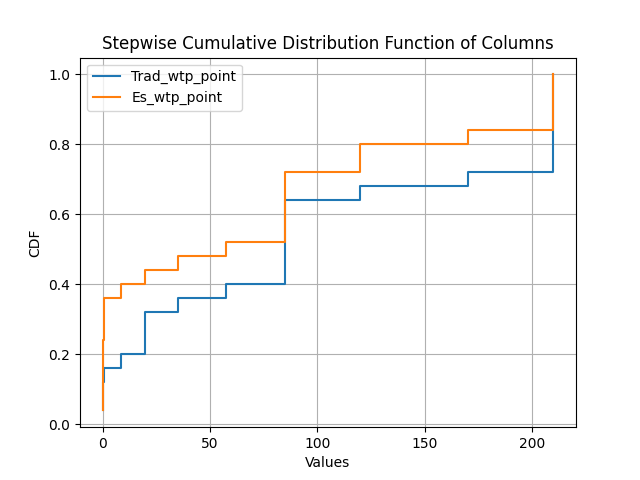 Stepwise Cumulative Distribution Function of Columns
Trad_wtp_point
Es_wtp_point
1.0
0.8
0.6
0.4
0.2
0.0
CDF
0 50 100 150 200
Values